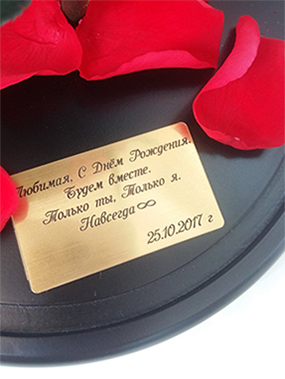 Любимая, С Днём Рождения.
Будем вместе.
Только ты, Только я.
Навсегда∞
25.10.2017 г